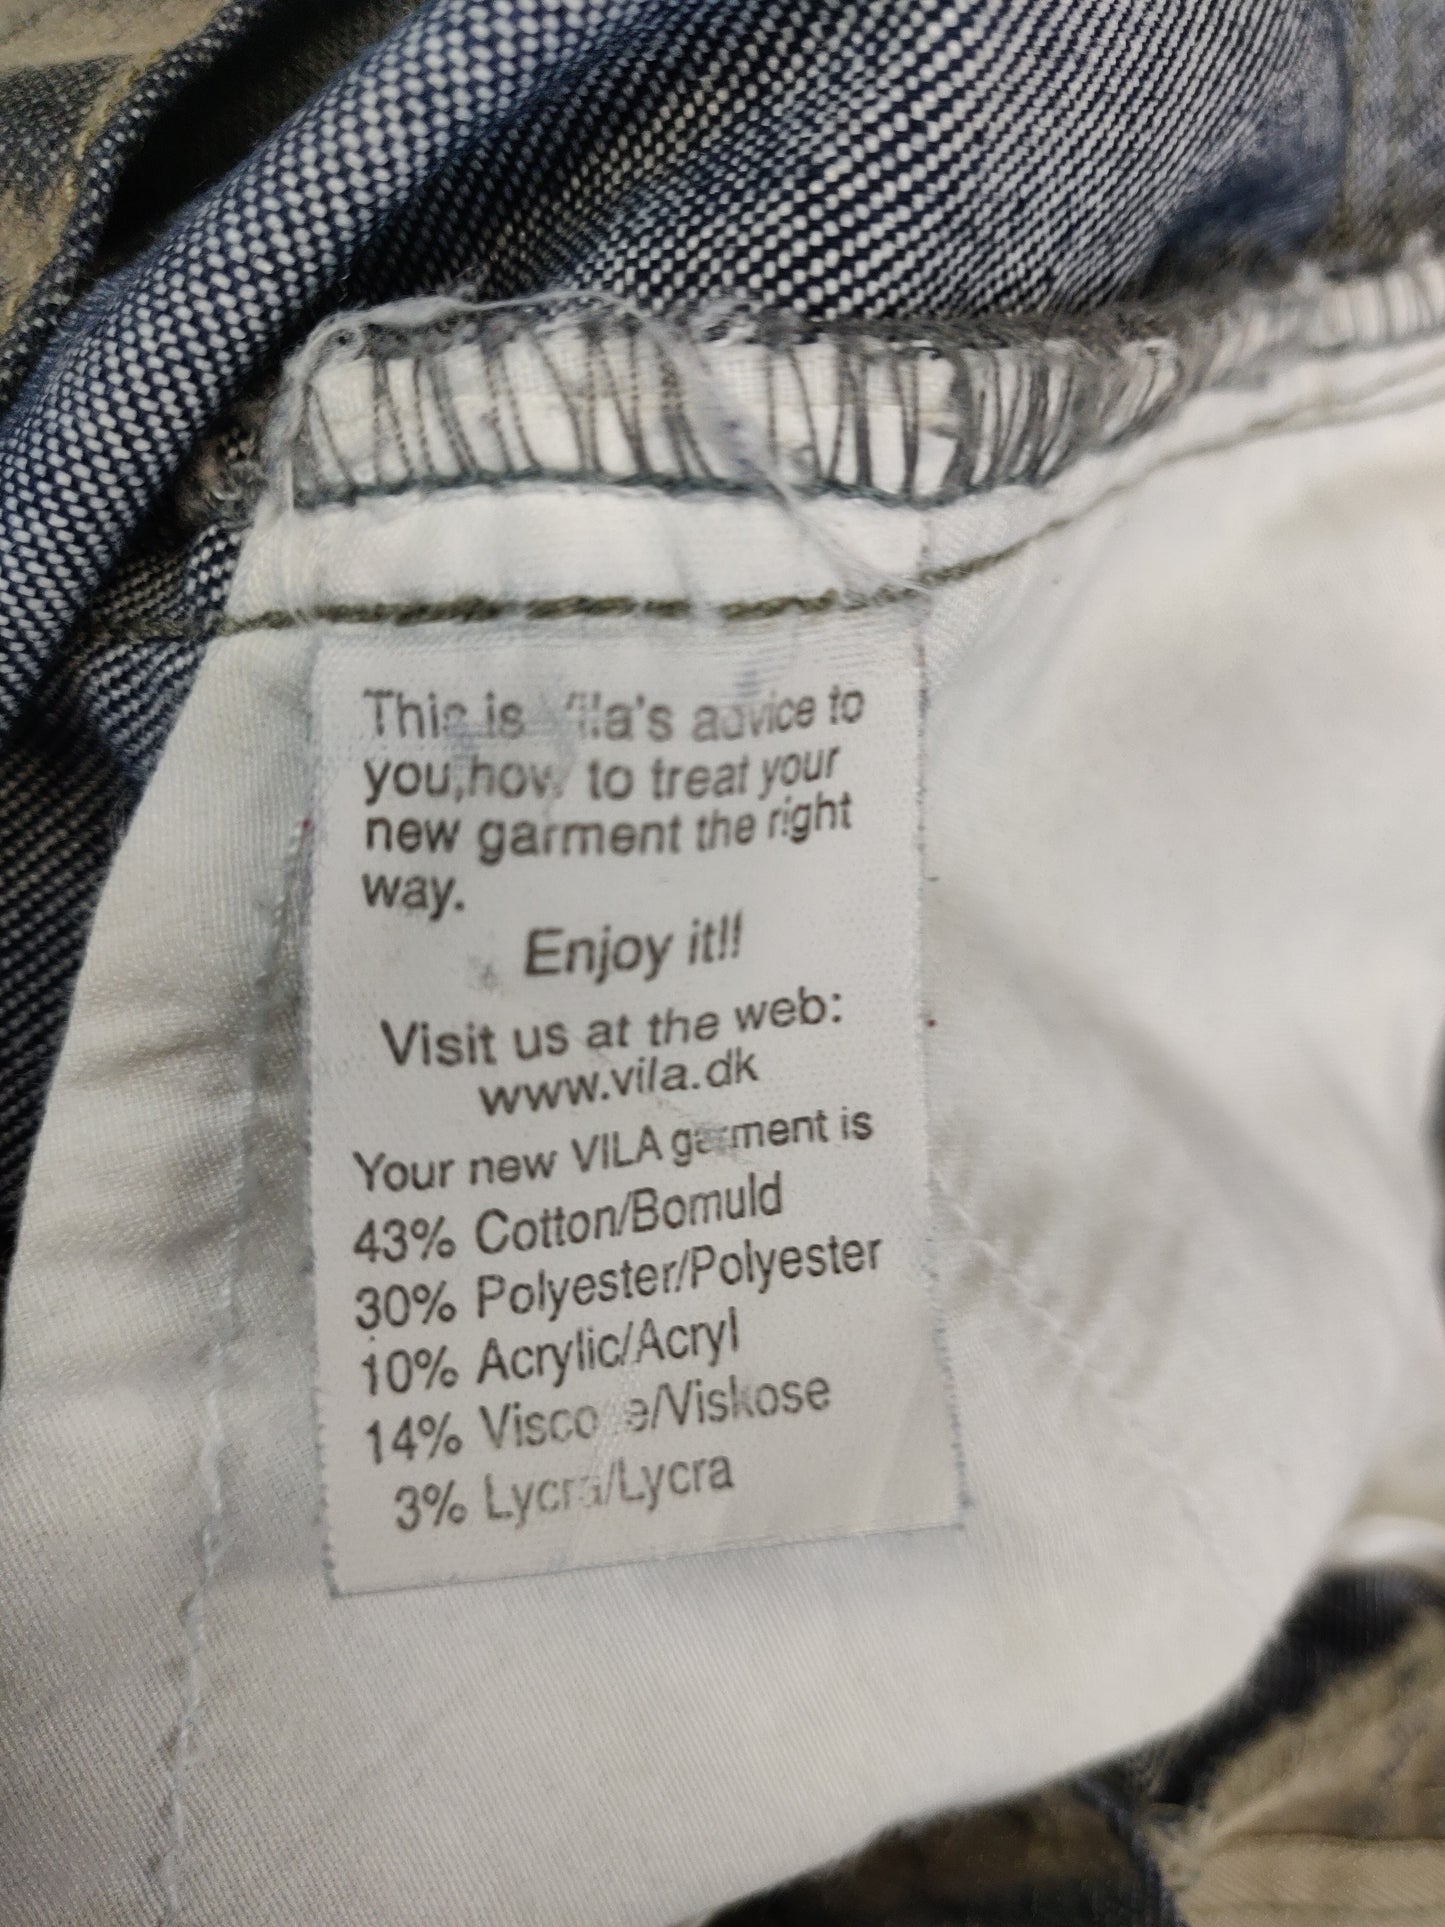 This is Vila's advice to
you,how to treat your
new garment the right
way.
Enjoy it!!
Visit us at the web:
www.vila.dk
Your new VILA garment is
43% Cotton/Bomuld
30% Polyester/Polyester
10% Acrylic/Acryl
14% Viscose/Viskose
3% Lycra/Lycra